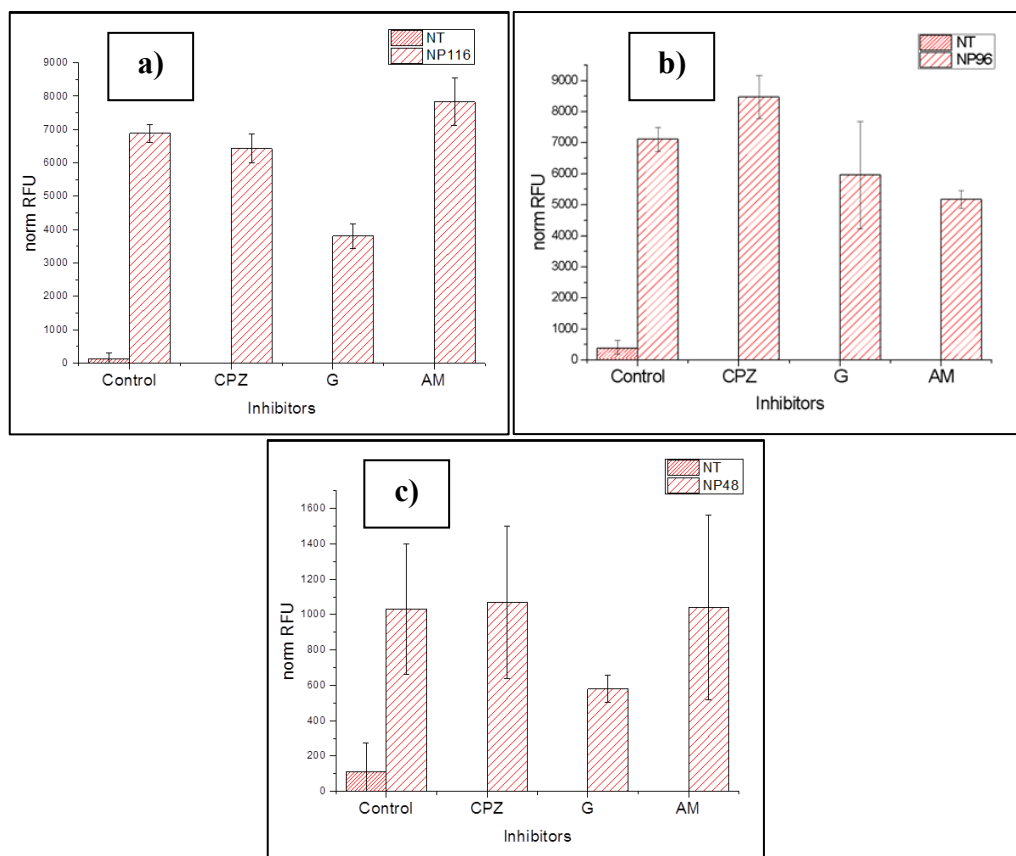 a)
NT
NP116
9000
8000
7000
6000
5000
4000
3000
2000
1000
0
norm RFU
Control CPZ G AM
Inhibitors
b)
NT
NP96
9000
8000
7000
6000
5000
4000
3000
2000
1000
0
norm RFU
Control CPZ G AM
Inhibitors
c)
NT
NP48
1600
1400
1200
1000
800
600
400
200
0
norm RFU
Control CPZ G AM
Inhibitors